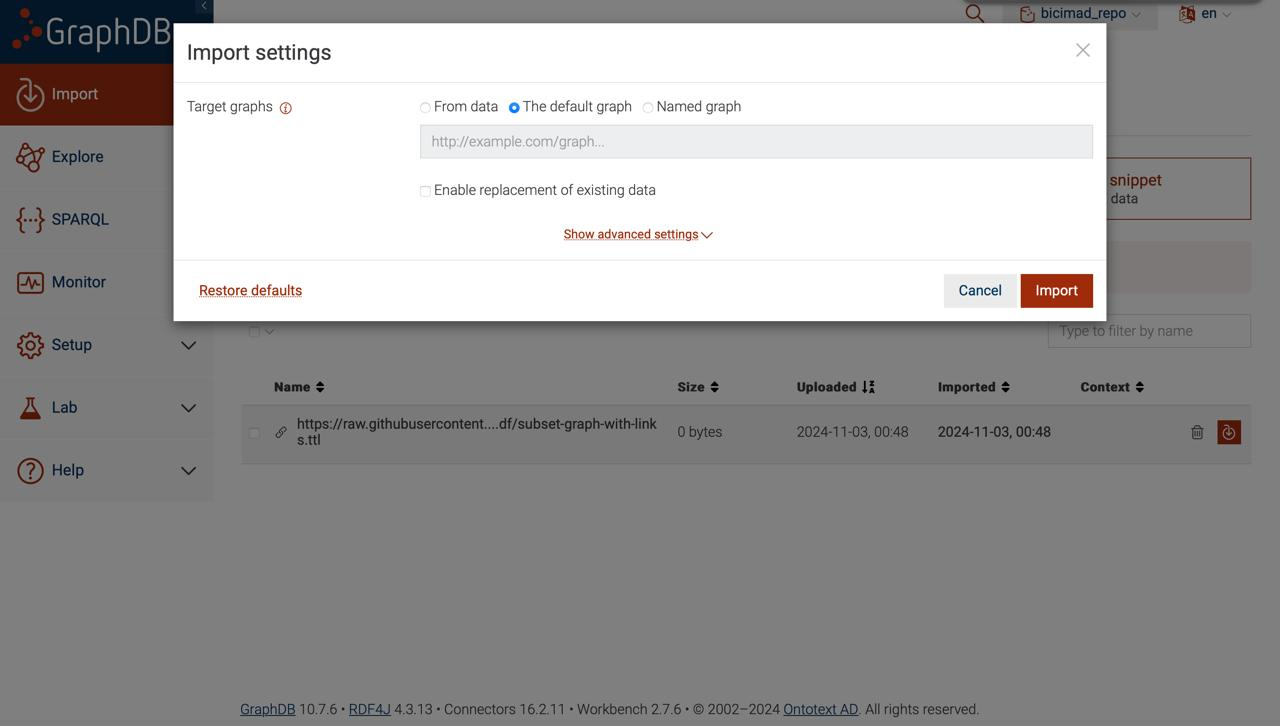 GraphDB
bicimad_repo
en
Import settings
Import
Target graphs
From data
The default graph
Named graph
http://example.com/graph...
Explore
snippet
Enable replacement of existing data
data
SPARQL
Show advanced settings
Monitor
Restore defaults
Cancel
Import
Type to filter by name
Setup
Name
Size
Uploaded
Imported
Context
Lab
https://raw.githubusercontent....df/subset-graph-with-link
s.ttl
0 bytes
2024-11-03, 00:48
2024-11-03, 00:48
Help
GraphDB 10.7.6 • RDF4J 4.3.13 • Connectors 16.2.11 • Workbench 2.7.6 • © 2002–2024 Ontotext AD. All rights reserved.